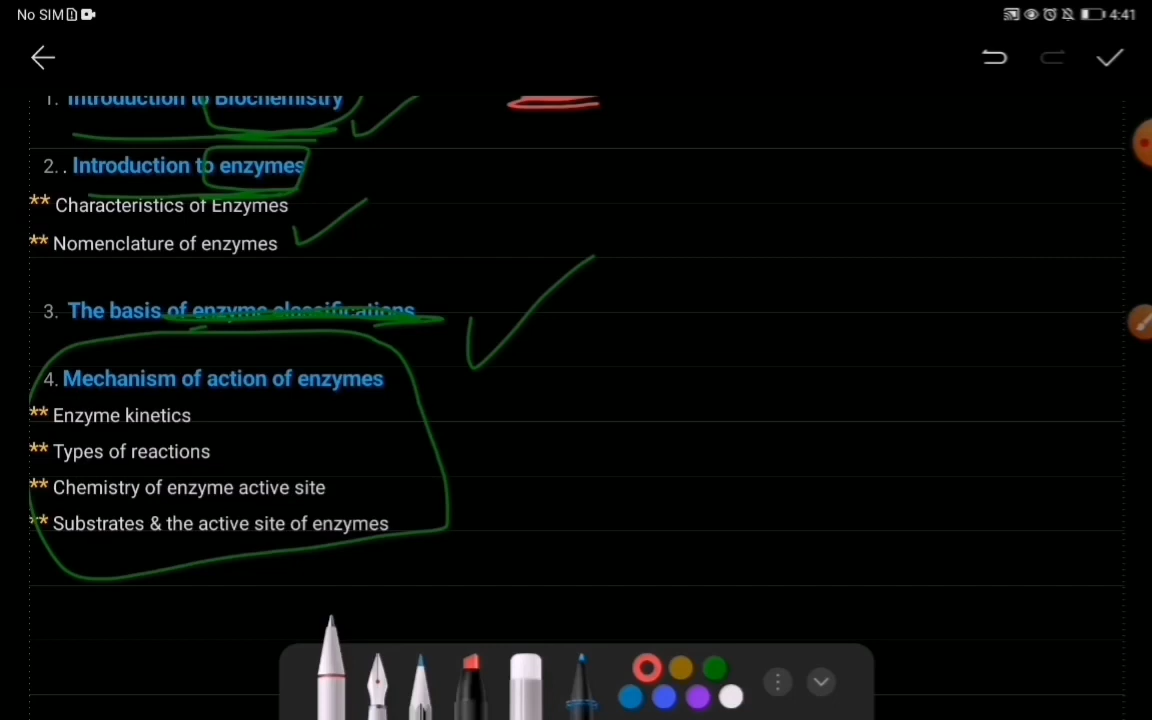 No SIM 4:41
1. Introduction to Biochemistry
2. . Introduction to enzymes
** Characteristics of Enzymes
** Nomenclature of enzymes
3. The basis of enzyme classifications
4. Mechanism of action of enzymes
** Enzyme kinetics
** Types of reactions
** Chemistry of enzyme active site
** Substrates & the active site of enzymes